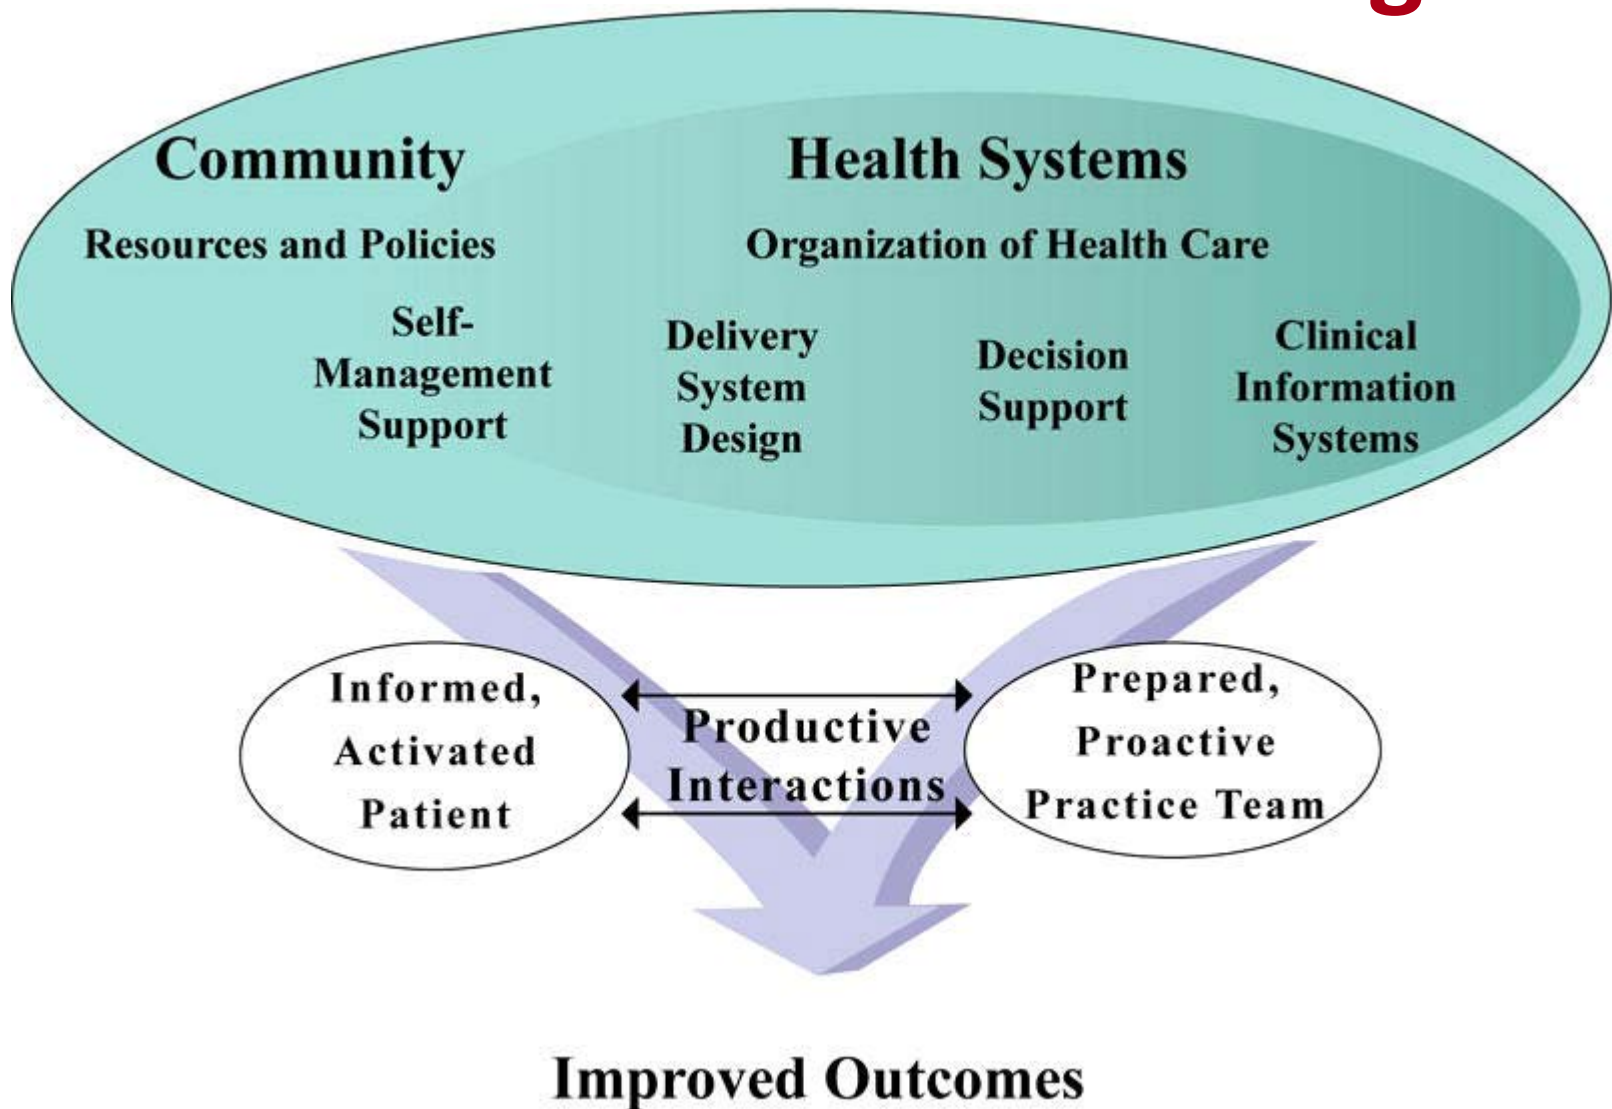 g
Community
Health Systems
Resources and Policies
Organization of Health Care
Self-
Management
Support
Delivery
System
Design
Decision
Support
Clinical
Information
Systems
Informed,
Activated
Patient
Productive
Interactions
Prepared,
Proactive
Practice Team
Improved Outcomes